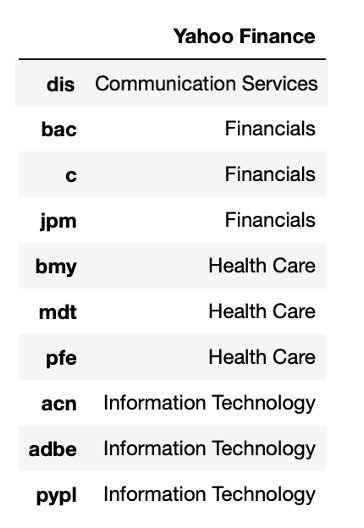 Yahoo Finance
dis Communication Services
bac Financials
c Financials
jpm Financials
bmy Health Care
mdt Health Care
pfe Health Care
acn Information Technology
adbe Information Technology
pypl Information Technology